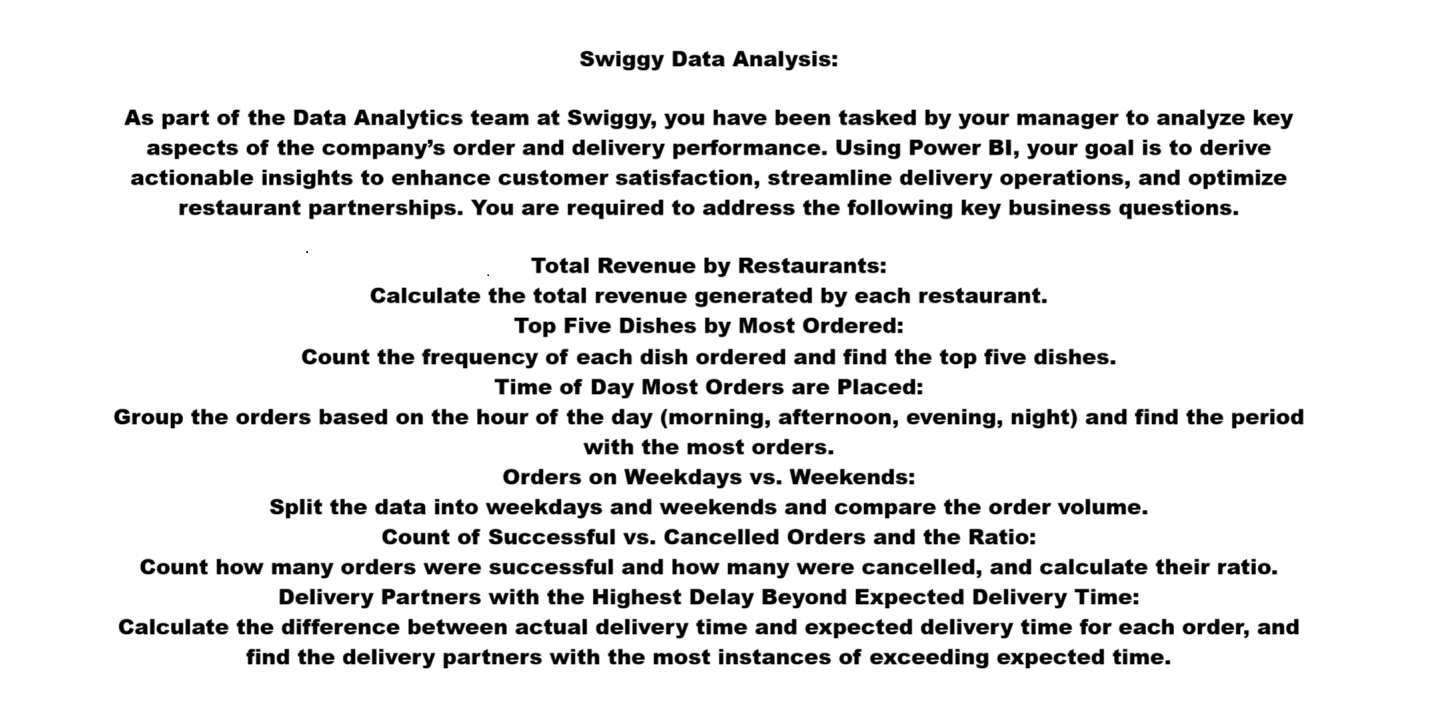 Swiggy Data Analysis:
As part of the Data Analytics team at Swiggy, you have been tasked by your manager to analyze key
aspects of the company’s order and delivery performance. Using Power BI, your goal is to derive
actionable insights to enhance customer satisfaction, streamline delivery operations, and optimize
restaurant partnerships. You are required to address the following key business questions.
Total Revenue by Restaurants:
Calculate the total revenue generated by each restaurant.
Top Five Dishes by Most Ordered:
Count the frequency of each dish ordered and find the top five dishes.
Time of Day Most Orders are Placed:
Group the orders based on the hour of the day (morning, afternoon, evening, night) and find the period
with the most orders.
Orders on Weekdays vs. Weekends:
Split the data into weekdays and weekends and compare the order volume.
Count of Successful vs. Cancelled Orders and the Ratio:
Count how many orders were successful and how many were cancelled, and calculate their ratio.
Delivery Partners with the Highest Delay Beyond Expected Delivery Time:
Calculate the difference between actual delivery time and expected delivery time for each order, and
find the delivery partners with the most instances of exceeding expected time.